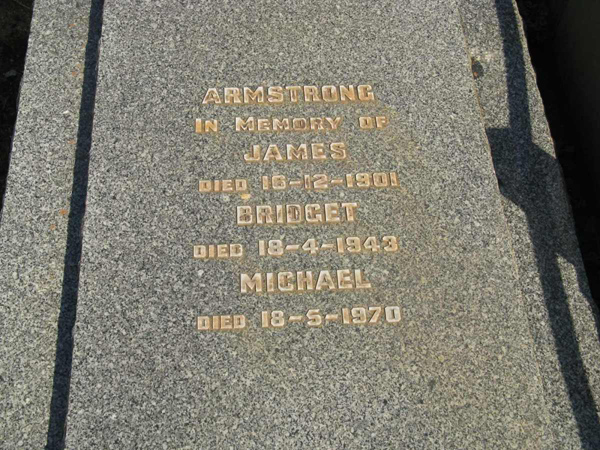 ARMSTRONG
IN MEMORY OF
JAMES
DIED 16-12-1901
BRIDGET
DIED 18-4-1943
MICHAEL
DIED 18-5-1970